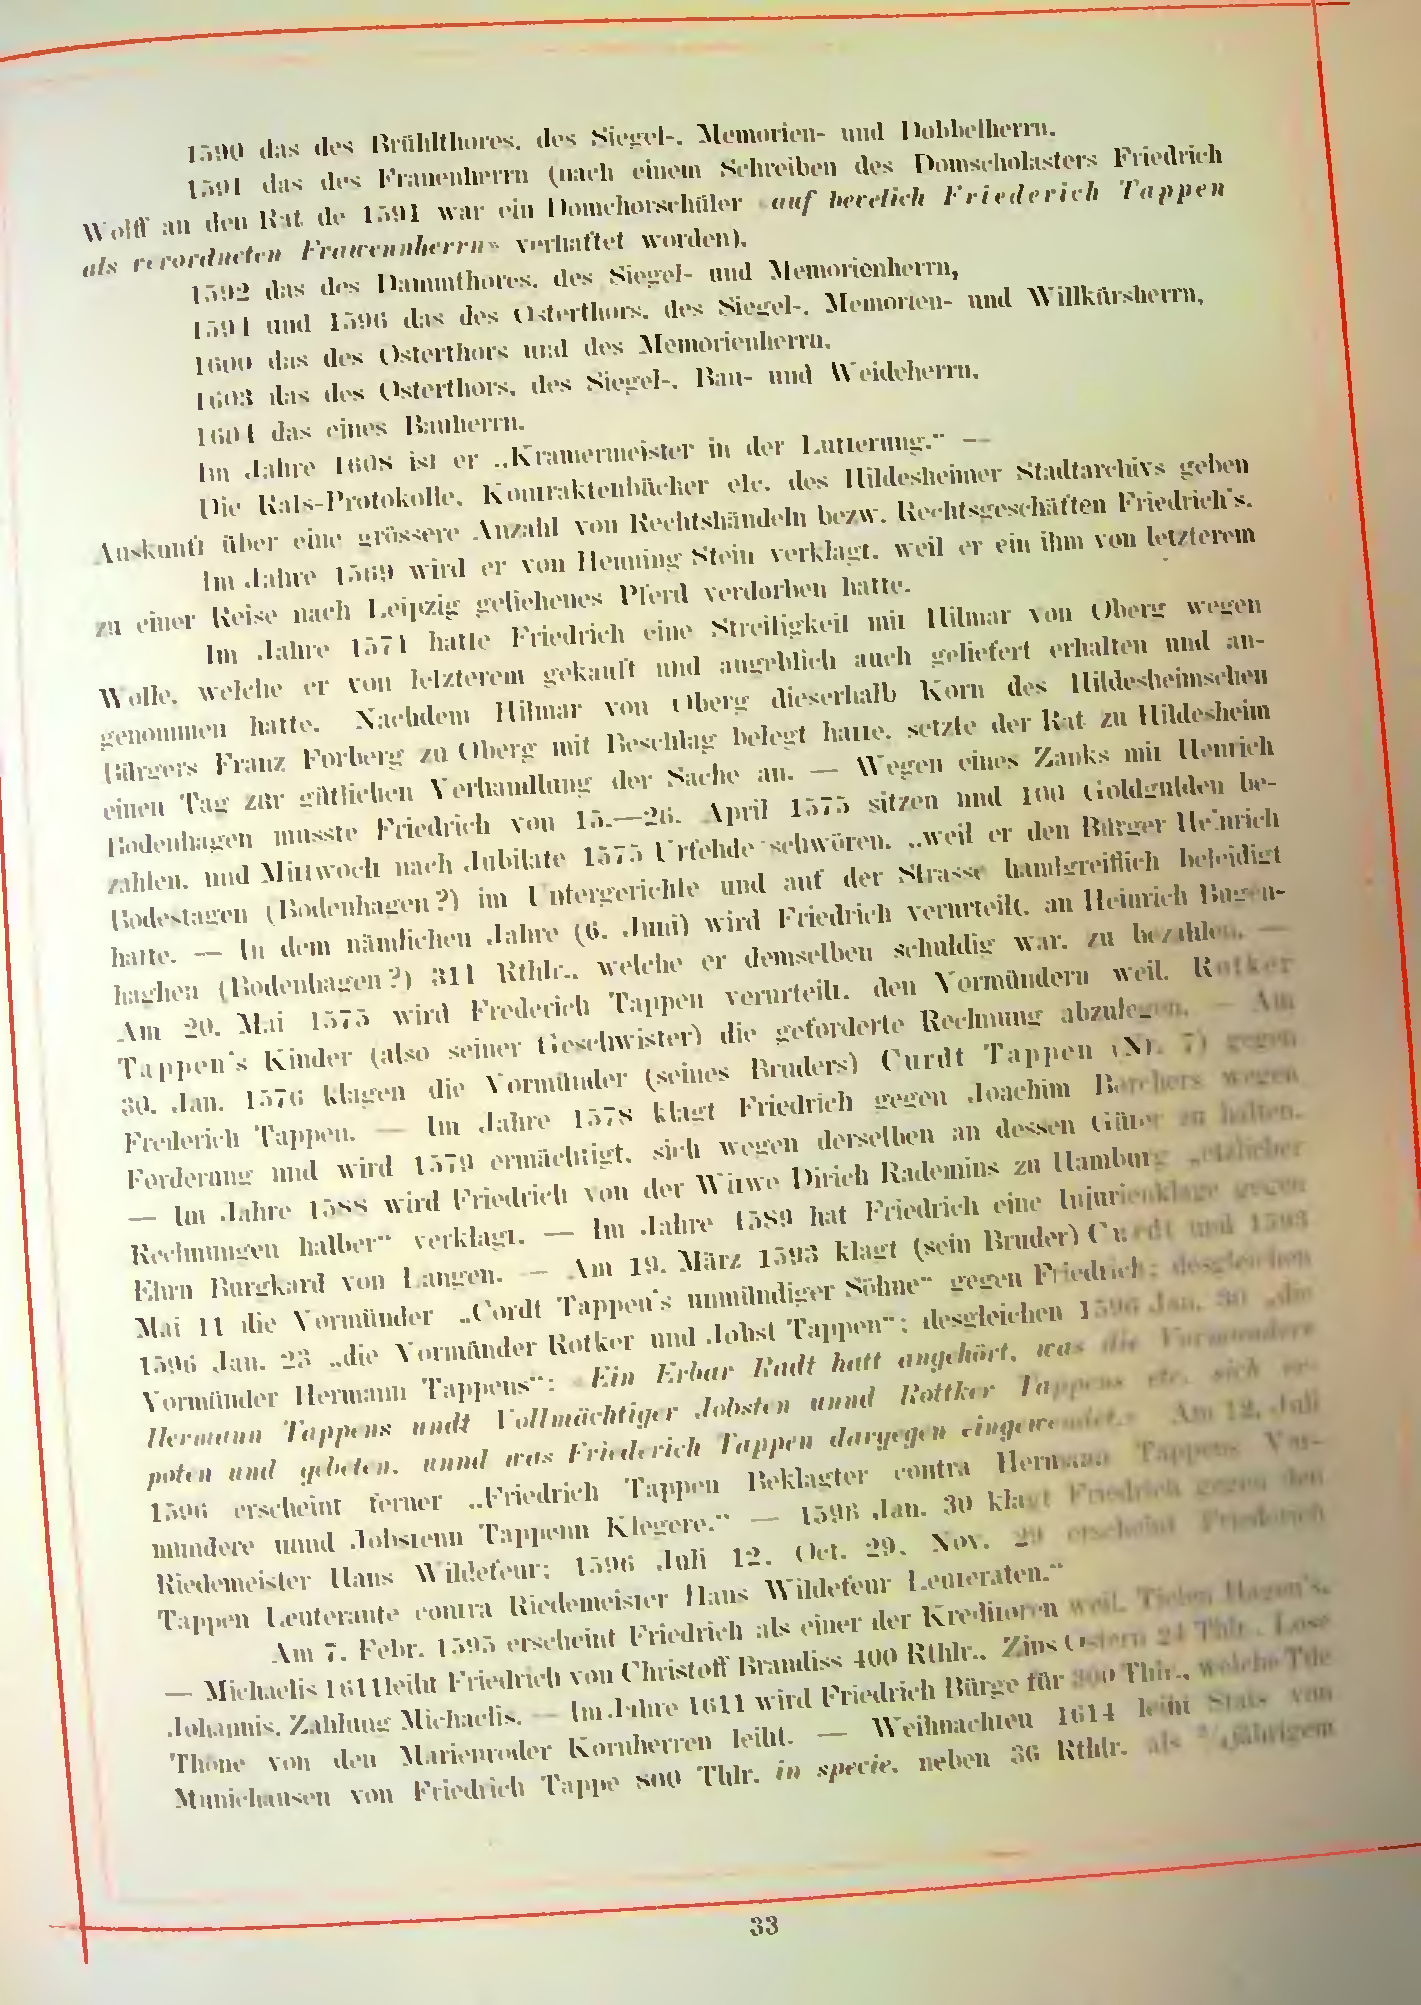 1590 das des Brühlthores, des Siegel-, Memorien- und Dobbelherrn,
1591 das des Frauenherrn (nach einem Schreiben des Domscholasters Friedrich
Wolff an den Rat de 1591 war ein Domchorschüler »auf bevelich Friederich Tappen
als verordneten Frawennherrn« verhaftet worden),
1592 das des Dammthores, des Siegel- und Memorienherrn,
1594 und 1596 das des Osterthors, des Siegel-, Memorien- und Willkürsherrn,
1600 das des Osterthors und des Memorienherrn,
1603 das des Osterthors, des Siegel-, Bau- und Weideherrn,
1604 das eines Bauherrn.
Im Jahre 1608 ist er „Kramermeister in der Lutierung.“ —
Die Rats-Protokolle, Kontraktenbücher etc. des Hildesheimer Stadtarchivs geben
Auskunft über eine grössere Anzahl von Rechtshändeln bezw. Rechtsgeschäften Friedrich's.
Im Jahre 1569 wird er von Henning Stein verklagt, weil er ein ihm von letzterem
zu einer Reise nach Leipzig geliehenes Pferd verdorben hatte.
Im Jahre 1571 hatte Friedrich eine Streitigkeit mit Hilmar von Oberg wegen
Wolle, welche er von letzterem gekauft und angeblich auch geliefert erhalten und an-
genommen hatte. Nachdem Hilmar von Oberg dieserhalb Korn des Hildesheimschen
Bürgers Franz Forberg zu Oberg mit Beschlag belegt hatte, setzte der Rat zu Hildesheim
einen Tag zur gütlichen Verhandlung der Sache an. — Wegen eines Zanks mit Henrich
Bodenhagen musste Friedrich von 15.—26. April 1575 sitzen und 100 Goldgulden be-
zahlen, und Mittwoch nach Jubilate 1575 Urfehde schwören, „weil er den Bürger Heinrich
Bodestagen (Bodenhagen?) im Untergerichte und auf der Strasse handgreiflich beleidigt
hatte. — In dem nämlichen Jahre (6. Juni) wird Friedrich verurteilt, an Heinrich Bugen-
haghen (Bodenhagen?) 311 Rthlr., welche er demselben schuldig war, zu bezahlen. —
Am 20. Mai 1575 wird Frederich Tappen verurteilt, den Vormündern weil. Rotker
Tappen's Kinder (also seiner Geschwister) die geforderte Rechnung abzulegen. — Am
30. Jan. 1576 klagen die Vormünder (seines Bruders) Curdt Tappen (Nr. 7) gegen
Frederich Tappen. — Im Jahre 1578 klagt Friedrich gegen Joachim Borchers wegen
Forderung und wird 1579 ermächtigt, sich wegen derselben an dessen Güter zu halten.
— Im Jahre 1588 wird Friedrich von der Witwe Dirich Rademins zu Hamburg „etzlicher
Rechnungen halber“ verklagt. — Im Jahre 1589 hat Friedrich eine Injurienklage gegen
Ehrn Burgkard von Langen. — Am 19. März 1593 klagt (sein Bruder) Curdt und 1593
Mai 11 die Vormünder „Cordt Tappen's unmündiger Söhne“ gegen Friedrich; desgleichen
1596 Jan. 23 „die Vormünder Rotker und Jobst Tappen“; desgleichen 1596 Jan. 30 „die
Vormünder Hermann Tappens“: »Ein Erbar Radt hatt angehört, was die Vormundere
Hermann Tappens undt Vollmächtiger Jobsten unnd Rottker Tappens etc. sich er-
poten und gebeten, unnd was Friederich Tappen dargegen eingewendet.« Am 12. Juli
1596 erscheint ferner „Friedrich Tappen Beklagter contra Hermann Tappens Vor-
mundere unnd Jobstenn Tappenn Klegere.“ — 1596 Jan. 30 klagt Friedrich gegen den
Riedemeister Hans Wildefeur; 1596 Juli 12, Oct. 29, Nov. 29 erscheint Friederich
Tappen Leuterante contra Riedemeister Hans Wildefeur Leuteraten.“
Am 7. Febr. 1595 erscheint Friedrich als einer der Kreditoren weil. Tielen Hagen's.
— Michaelis 1611 leiht Friedrich von Christoff Brandiss 400 Rthlr., Zins Ostern 24 Thlr., Lose
Johannis, Zahlung Michaelis. — Im Jahre 1611 wird Friedrich Bürge für 300 Thlr., welche Tile
Thöne von den Marienroder Kornherren leiht. — Weihnachten 1614 leiht Stats von
Munichausen von Friedrich Tappe 800 Thlr. in specie, neben 36 Rthlr. als ¾jährigem
33